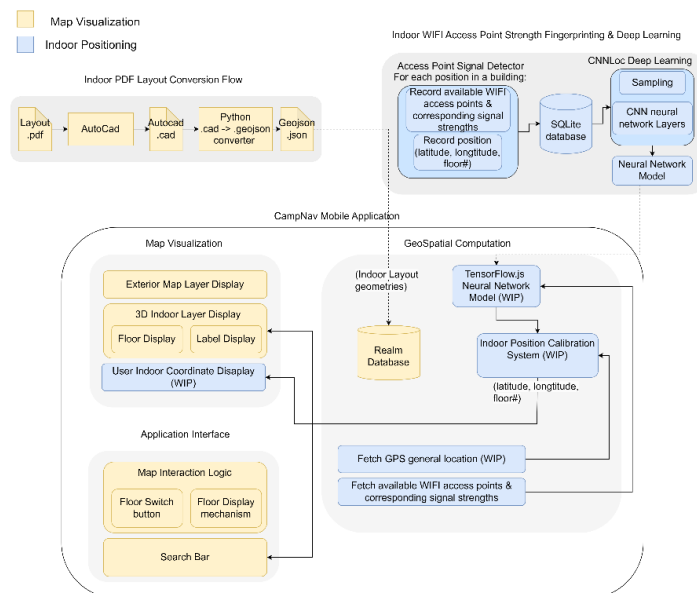 Map Visualization
Indoor Positioning
Indoor PDF Layout Conversion Flow
Layout
.pdf
AutoCad
Autocad
.cad
Python
.cad -> .geojson
converter
Geojson
.json
Indoor WIFI Access Point Strength Fingerprinting & Deep Learning
Access Point Signal Detector
For each position in a building:
Record available WIFI
access points &
corresponding signal
strengths
Record position
(latitude, longtitude,
floor#)
SQLite
database
CNNLoc Deep Learning
Sampling
CNN neural
network Layers
Neural Network
Model
CampNav Mobile Application
Map Visualization
Exterior Map Layer Display
3D Indoor Layer Display
Floor Display
Label Display
User Indoor Coordinate Disaplay
(WIP)
Application Interface
Map Interaction Logic
Floor Switch
button
Floor Display
mechanism
Search Bar
GeoSpatial Computation
(Indoor Layout
geometries)
Realm
Database
TensorFlow.js
Neural Network
Model (WIP)
Indoor Position Calibration
System (WIP)
(latitude, longtitude,
floor#)
Fetch GPS general location (WIP)
Fetch available WIFI access points &
corresponding signal strengths